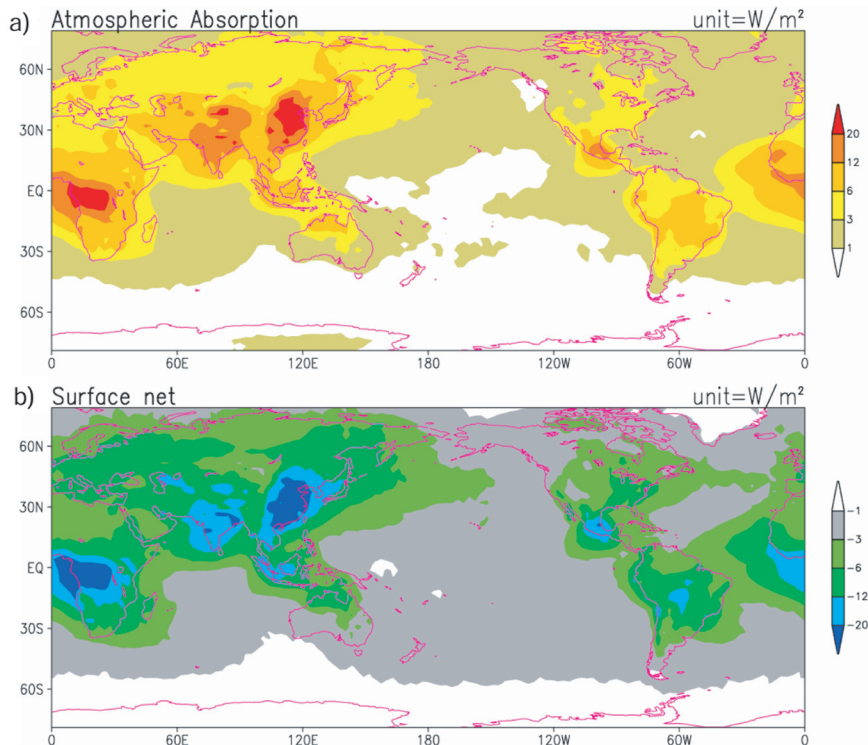 a) Atmospheric Absorption unit=W/m²
60N
30N
EQ
30S
60S
0 60E 120E 180 120W 60W 0
20
12
6
3
1
b) Surface net unit=W/m²
60N
30N
EQ
30S
60S
0 60E 120E 180 120W 60W 0
-1
-3
-6
-12
-20